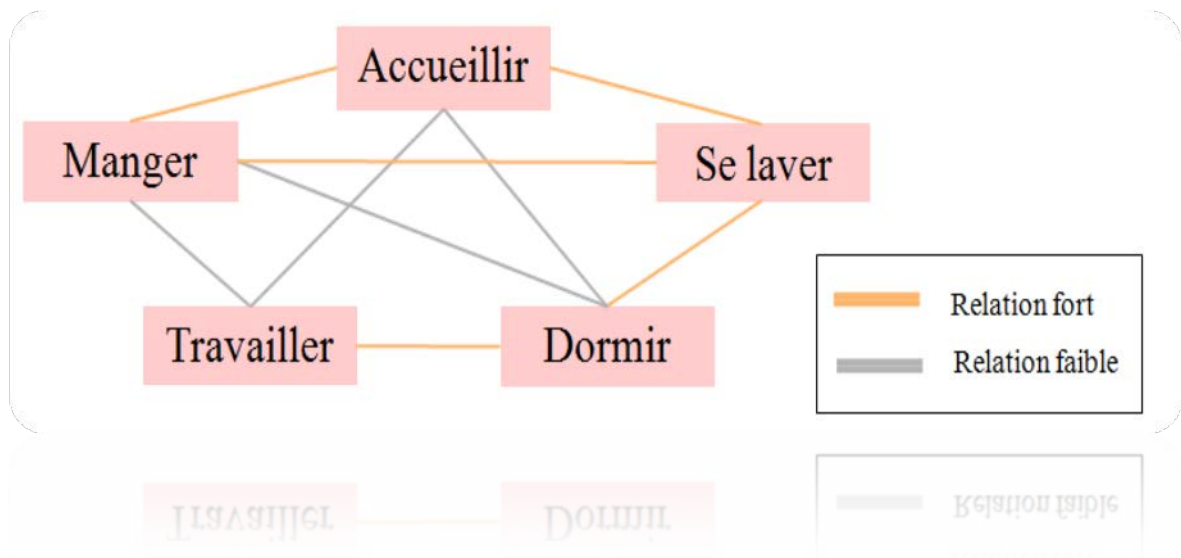 Accueillir
Manger
Se laver
Travailler
Dormir
Relation fort
Relation faible